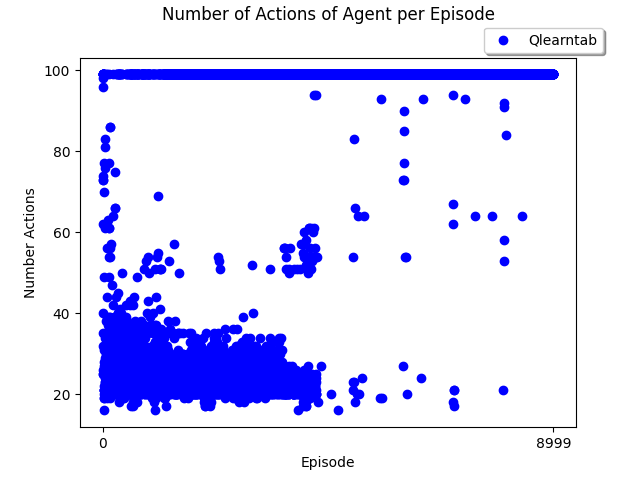 Number of Actions of Agent per Episode
Qlearntab
100
80
60
40
20
Number Actions
0
8999
Episode